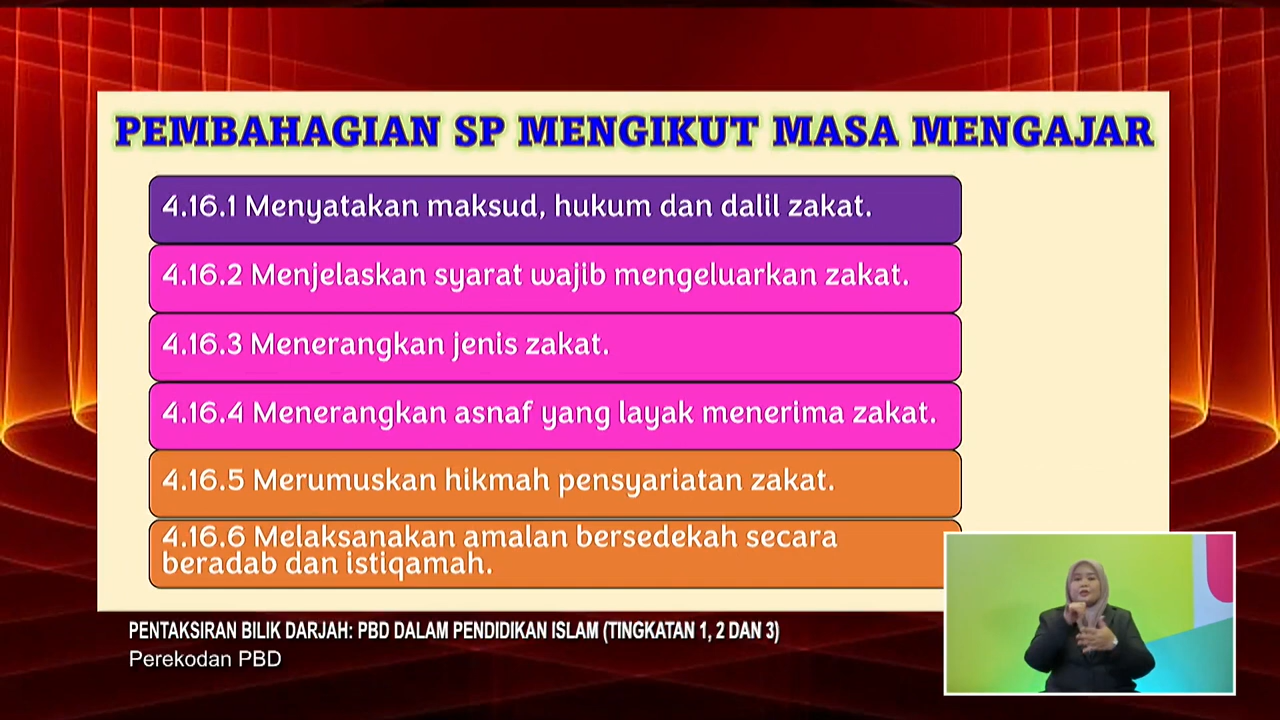 PEMBAHAGIAN SP MENGIKUT MASA MENGAJAR
4.16.1 Menyatakan maksud, hukum dan dalil zakat.
4.16.2 Menjelaskan syarat wajib mengeluarkan zakat.
4.16.3 Menerangkan jenis zakat.
4.16.4 Menerangkan asnaf yang layak menerima zakat.
4.16.5 Merumuskan hikmah pensyariatan zakat.
4.16.6 Melaksanakan amalan bersedekah secara
beradab dan istiqamah.
PENTAKSIRAN BILIK DARJAH: PBD DALAM PENDIDIKAN ISLAM (TINGKATAN 1, 2 DAN 3)
Perekodan PBD